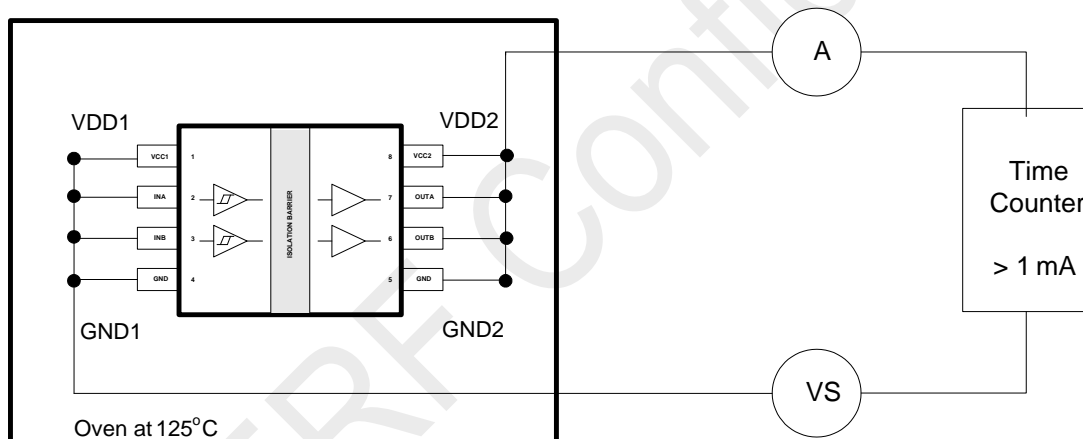 A
VDD1
VDD2
VCC1 1
8 VCC2
INA 2
7 OUTA
INB 3
6 OUTB
GND 4
5 GND
ISOLATION BARRIER
GND1
GND2
Time
Counter
> 1 mA
VS
Oven at 125°C